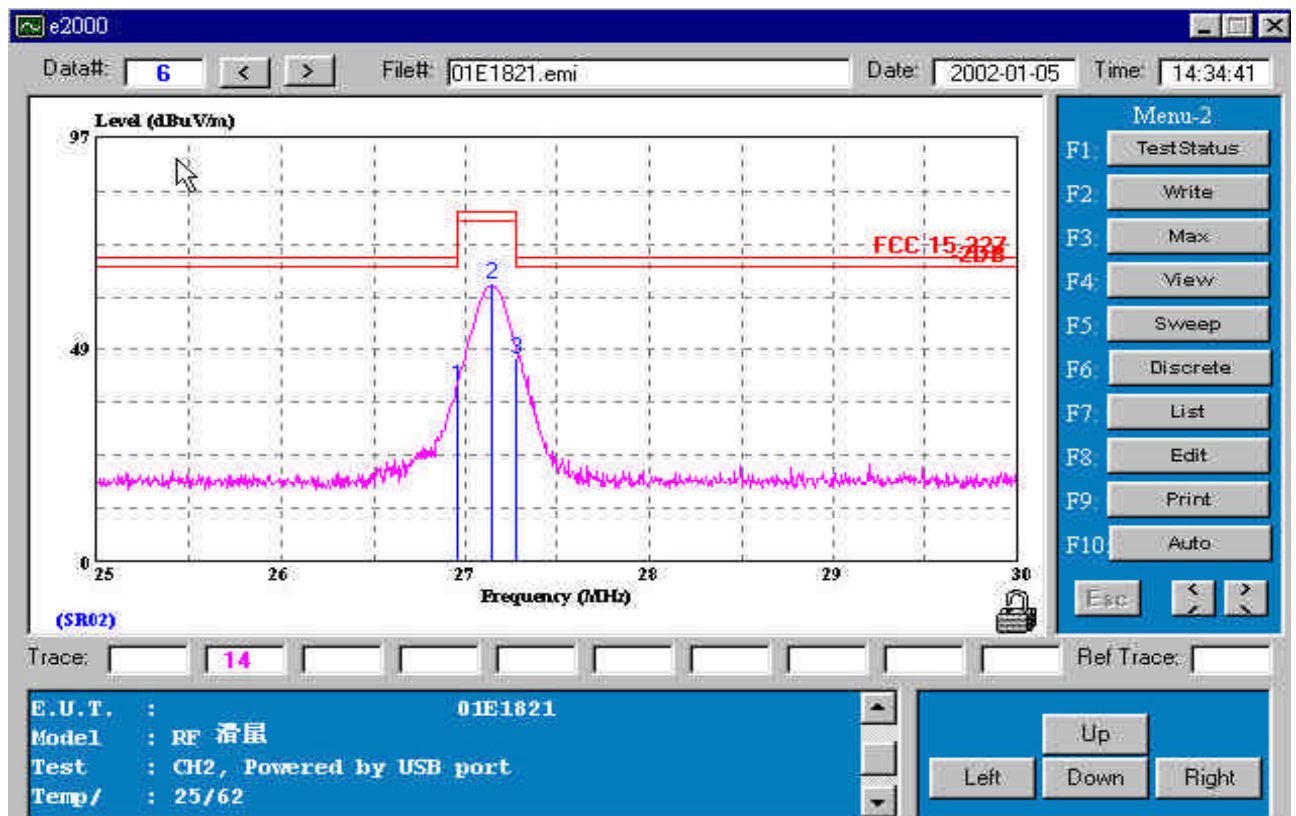 e2000
Data#: 6 < > File#: 01E1821.emi Date: 2002-01-05 Time: 14:34:41
Level (dBuV/m)
97
49
0
FCC 15.227
-2DB
1
2
3
25 26 27 28 29 30
Frequency (MHz)
(SR02)
Menu-2
F1: TestStatus
F2: Write
F3: Max
F4: View
F5: Sweep
F6: Discrete
F7: List
F8: Edit
F9: Print
F10: Auto
Esc
Trace: 14 Ref Trace:
E.U.T. : 01E1821
Model : RF 滑鼠
Test : CH2, Powered by USB port
Temp/ : 25/62
Up
Left Down Right